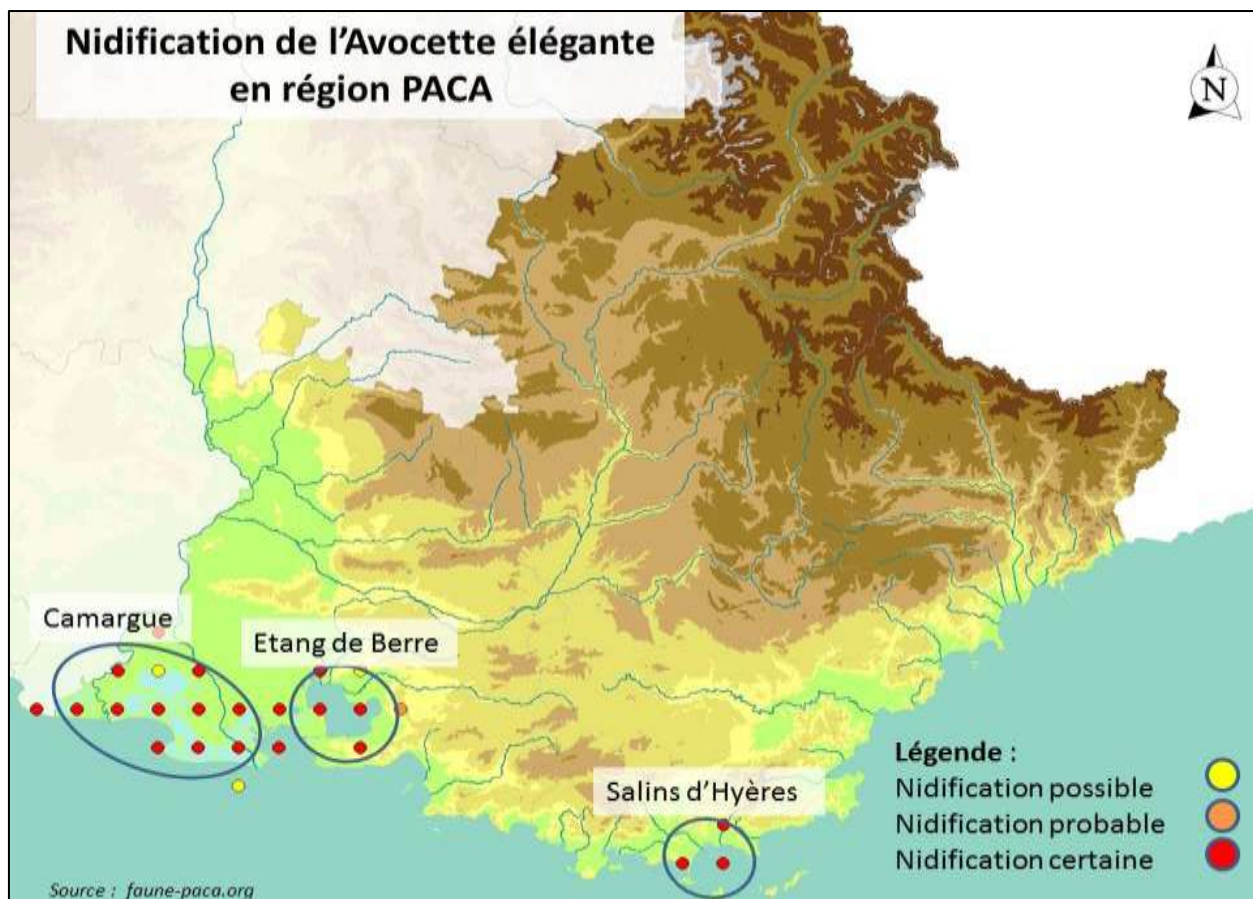 Nidification de l'Avocette élégante
en région PACA
N
Camargue
Etang de Berre
Salins d'Hyères
Légende :
Nidification possible
Nidification probable
Nidification certaine
Source : faune-paca.org